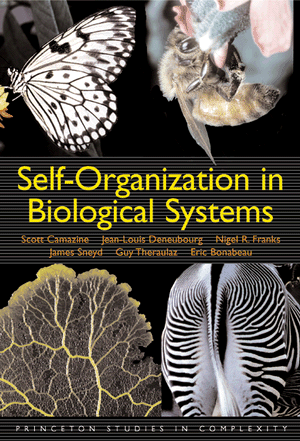 Self-Organization in
Biological Systems
Scott Camazine Jean-Louis Deneubourg Nigel R. Franks
James Sneyd Guy Theraulaz Eric Bonabeau
PRINCETON STUDIES IN COMPLEXITY